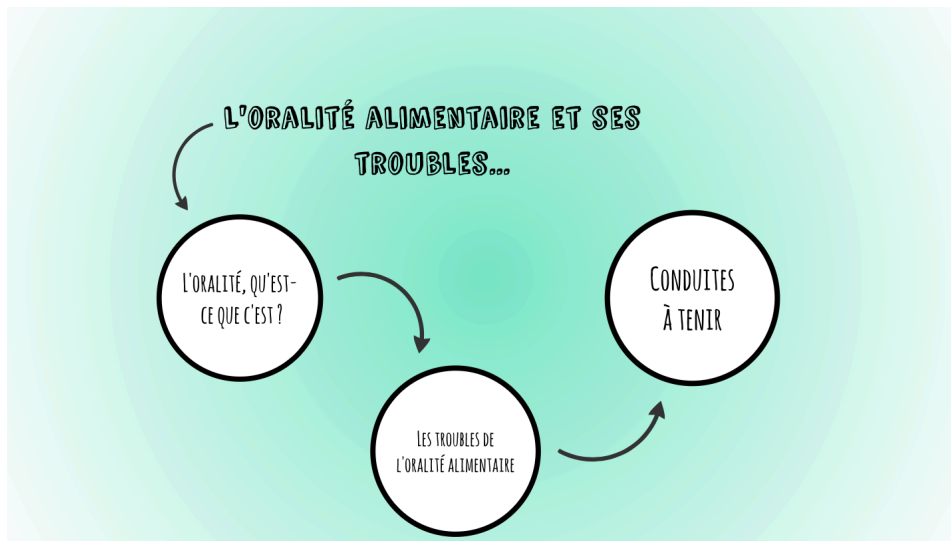 L'ORALITÉ ALIMENTAIRE ET SES
TROUBLES...
L'ORALITÉ, QU'EST-
CE QUE C'EST ?
LES TROUBLES DE
L'ORALITÉ ALIMENTAIRE
CONDUITES
À TENIR